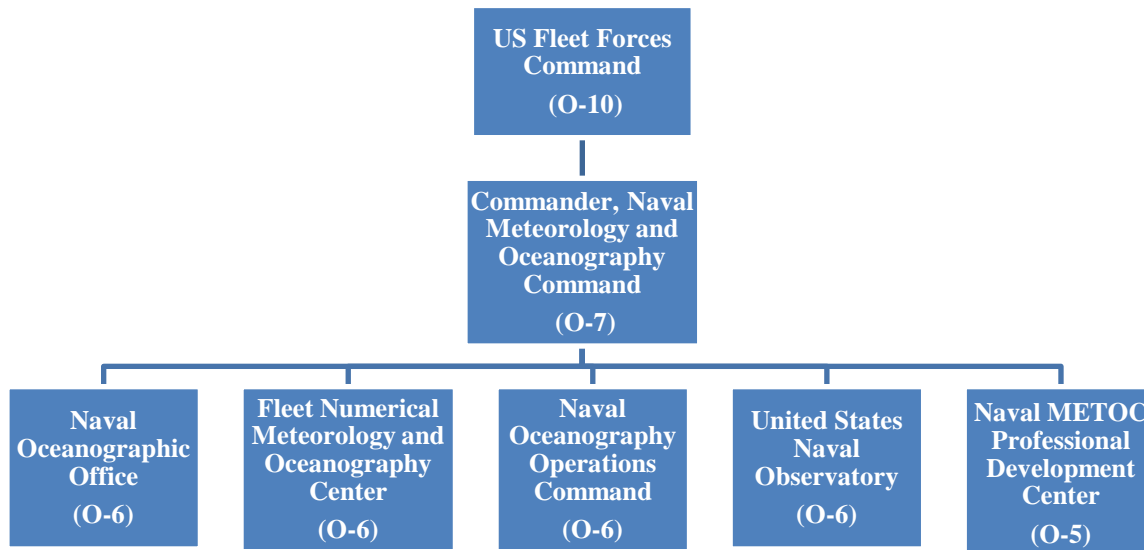 US Fleet Forces
Command
(O-10)
Commander, Naval
Meteorology and
Oceanography
Command
(O-7)
Naval
Oceanographic
Office
(O-6)
Fleet Numerical
Meteorology and
Oceanography
Center
(O-6)
Naval
Oceanography
Operations
Command
(O-6)
United States
Naval
Observatory
(O-6)
Naval METOC
Professional
Development
Center
(O-5)